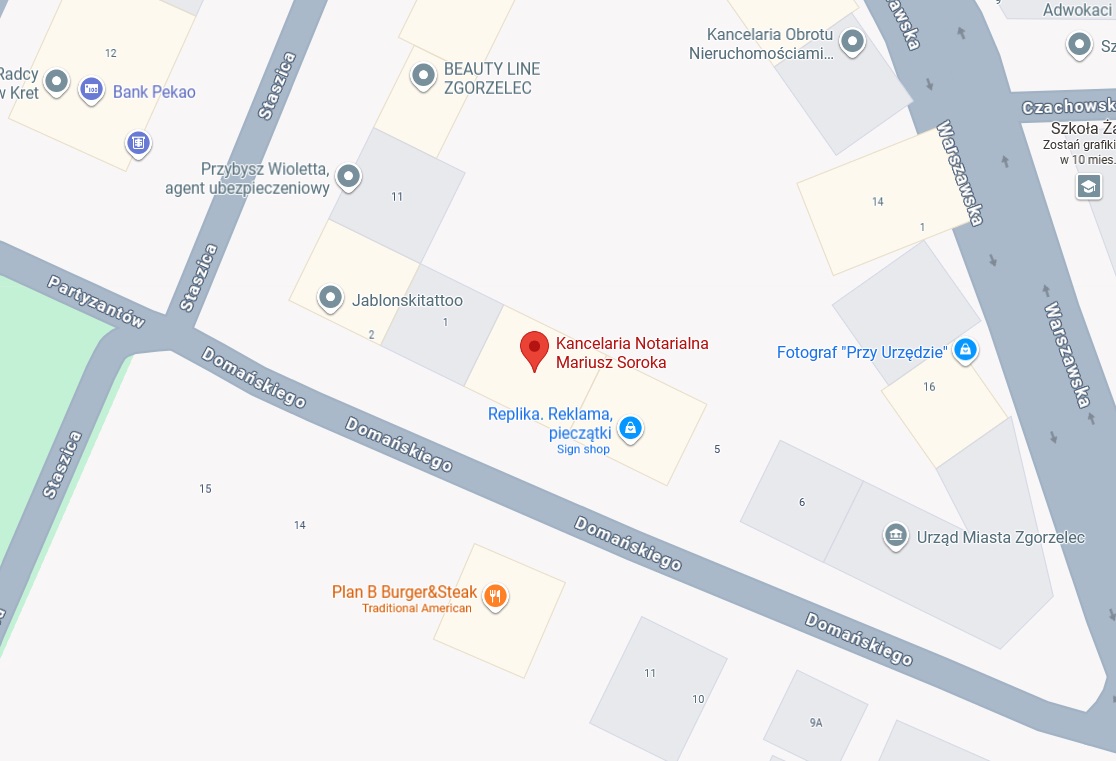 12
Radcy
w Kret
Bank Pekao
Staszica
BEAUTY LINE
ZGORZELEC
Kancelaria Obrotu
Nieruchomościami...
Adwokaci
Sz
Czachowsk
Szkoła Ża
Zostań grafiki
w 10 mies.
Warszawska
14
1
Przybysz Wioletta,
agent ubezpieczeniowy
11
Staszica
Partyzantów
Jablonskitattoo
2
1
Kancelaria Notarialna
Mariusz Soroka
Fotograf "Przy Urzędzie"
16
Warszawska
Domańskiego
Domańskiego
Replika. Reklama,
pieczątki
Sign shop
5
Staszica
15
14
6
Urząd Miasta Zgorzelec
Domańskiego
Plan B Burger&Steak
Traditional American
Domańskiego
11
10
9A